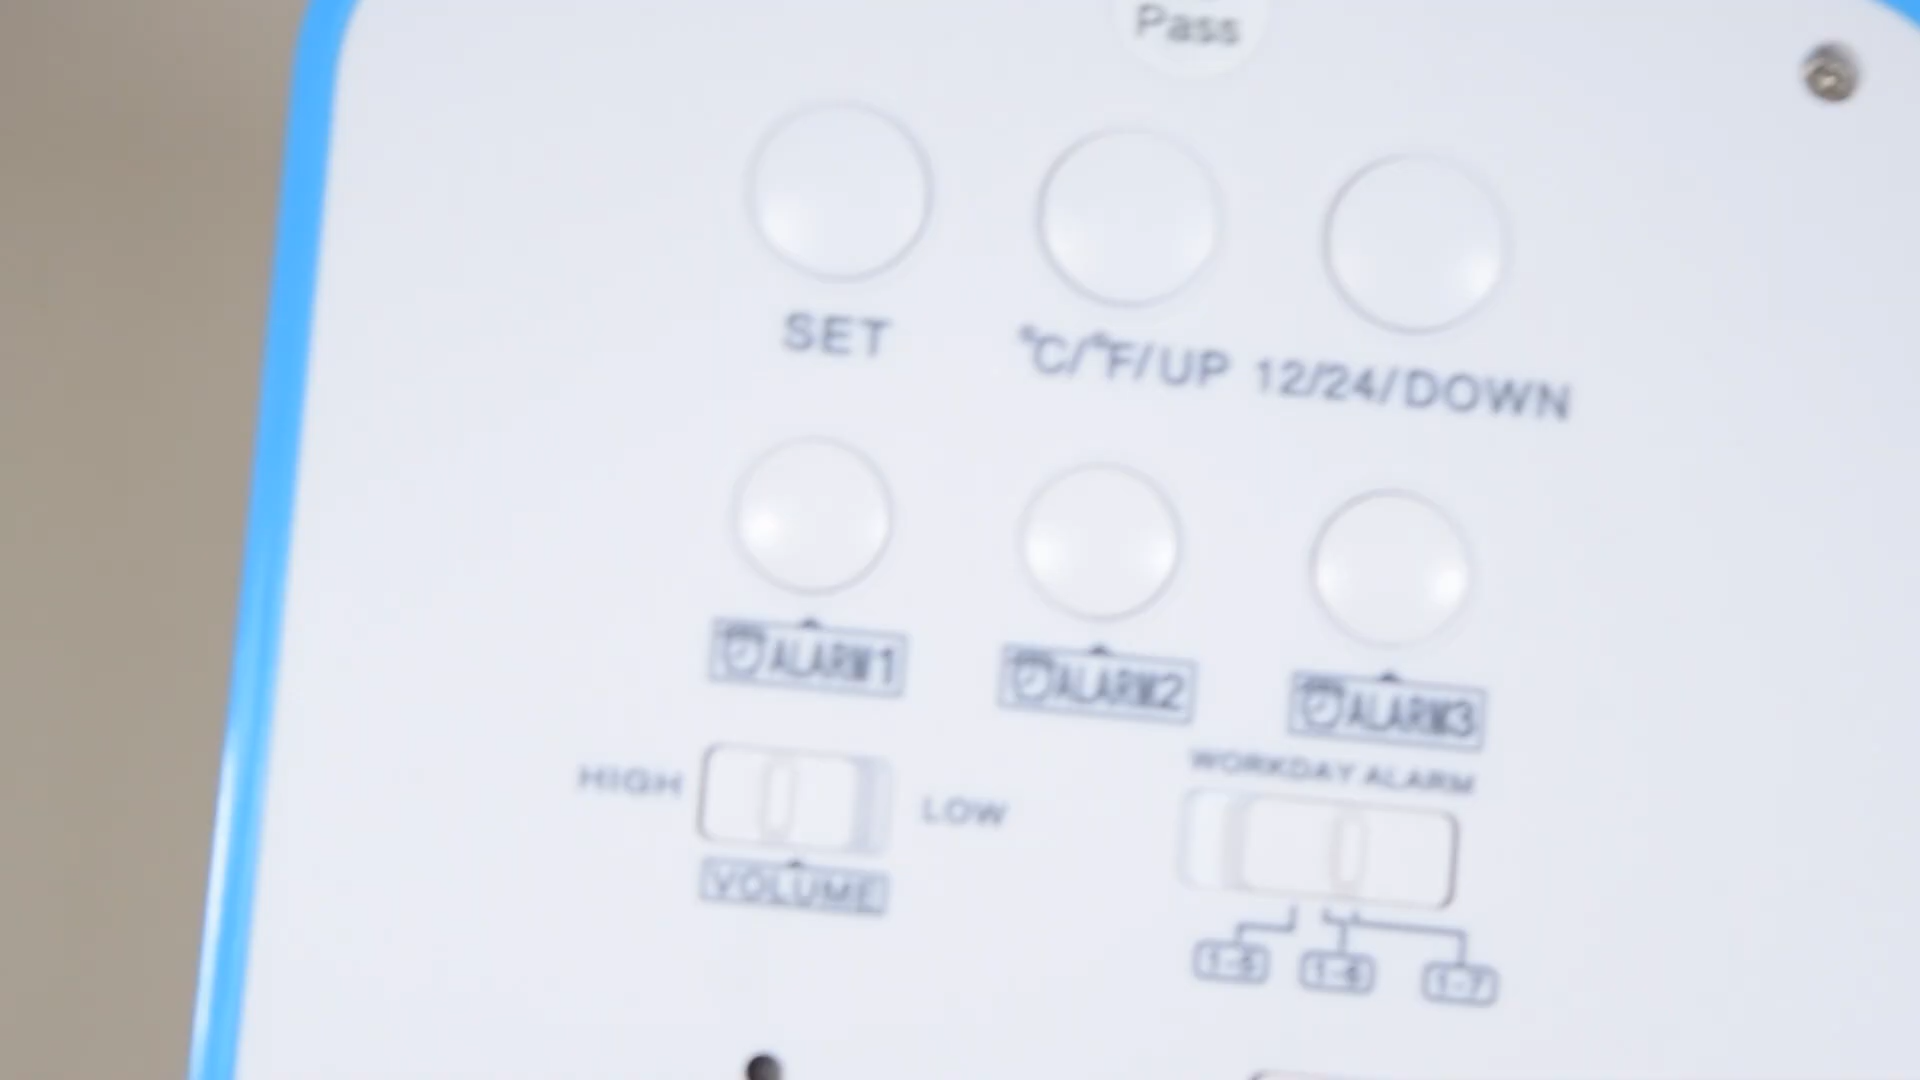 Pass
SET
°C/°F/UP
12/24/DOWN
ALARM1
ALARM2
ALARM3
HIGH
LOW
VOLUME
WORKDAY ALARM
1-5
1-6
1-7